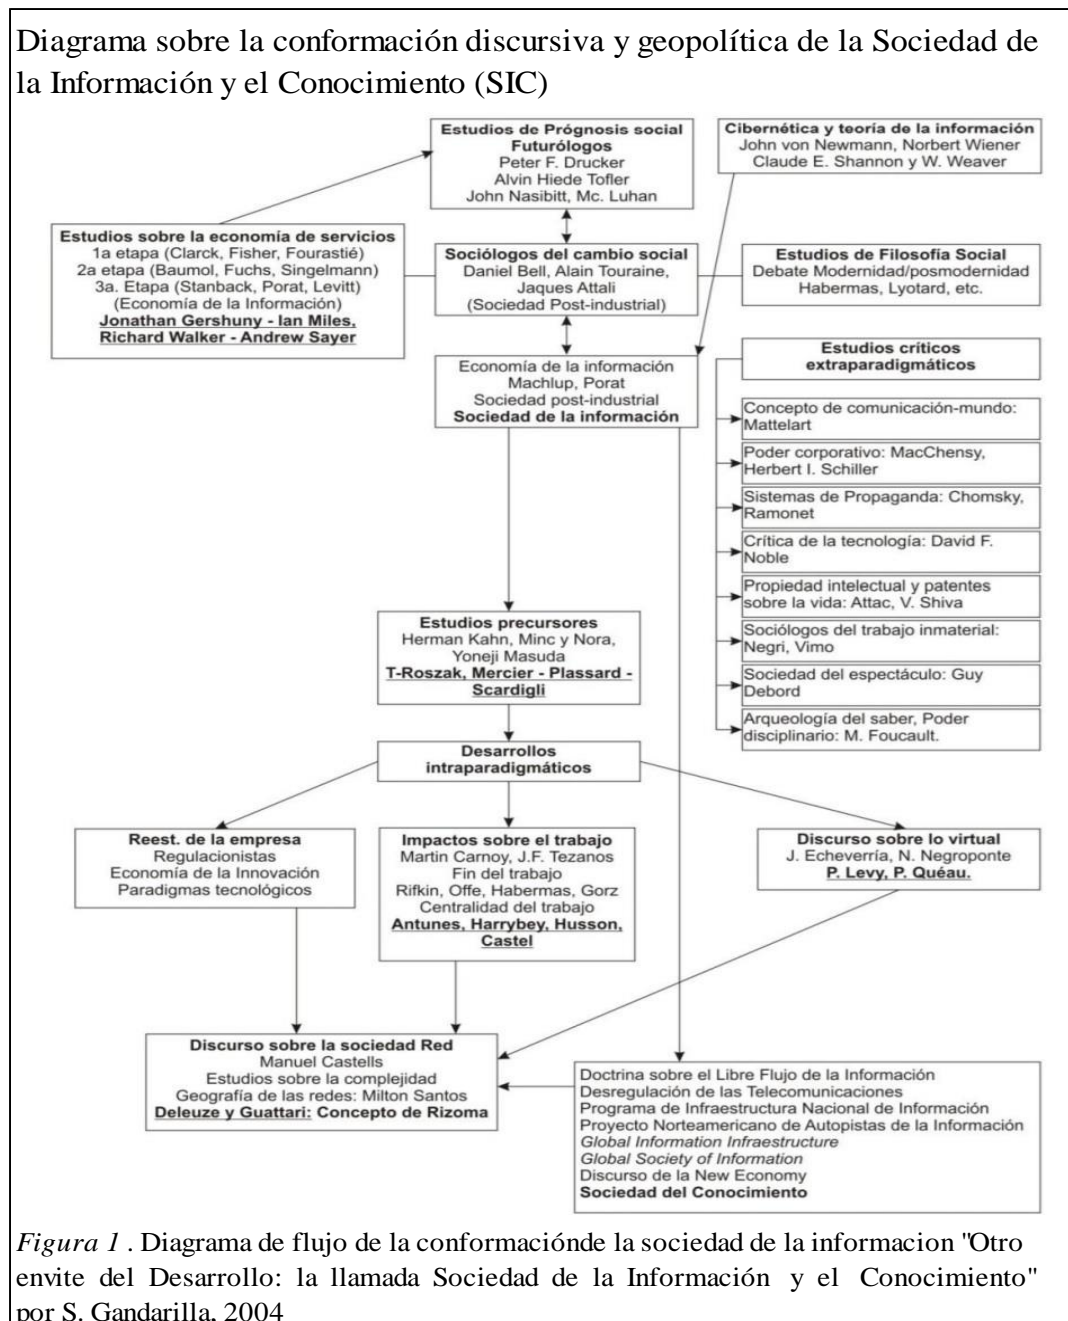 Diagrama sobre la conformación discursiva y geopolítica de la Sociedad de
la Información y el Conocimiento (SIC)
Estudios de Prógnosis social
Futurólogos
Peter F. Drucker
Alvin Hiede Tofler
John Nasibitt, Mc. Luhan
Cibernética y teoría de la información
John von Newmann, Norbert Wiener
Claude E. Shannon y W. Weaver
Estudios sobre la economía de servicios
1a etapa (Clarck, Fisher, Fourastié)
2a etapa (Baumol, Fuchs, Singelmann)
3a. Etapa (Stanback, Porat, Levitt)
(Economía de la Información)
Jonathan Gershuny - Ian Miles,
Richard Walker - Andrew Sayer
Sociólogos del cambio social
Daniel Bell, Alain Touraine,
Jaques Attali
(Sociedad Post-industrial)
Estudios de Filosofía Social
Debate Modernidad/posmodernidad
Habermas, Lyotard, etc.
Economía de la información
Machlup, Porat
Sociedad post-industrial
Sociedad de la información
Estudios críticos
extraparadigmáticos
Concepto de comunicación-mundo:
Mattelart
Poder corporativo: MacChensy,
Herbert I. Schiller
Sistemas de Propaganda: Chomsky,
Ramonet
Crítica de la tecnología: David F.
Noble
Propiedad intelectual y patentes
sobre la vida: Attac, V. Shiva
Sociólogos del trabajo inmaterial:
Negri, Vimo
Sociedad del espectáculo: Guy
Debord
Arqueología del saber, Poder
disciplinario: M. Foucault.
Estudios precursores
Herman Kahn, Minc y Nora,
Yoneji Masuda
T-Roszak, Mercier - Plassard -
Scardigli
Desarrollos
intraparadigmáticos
Reest. de la empresa
Regulacionistas
Economía de la Innovación
Paradigmas tecnológicos
Impactos sobre el trabajo
Martin Carnoy, J.F. Tezanos
Fin del trabajo
Rifkin, Offe, Habermas, Gorz
Centralidad del trabajo
Antunes, Harrybey, Husson,
Castel
Discurso sobre lo virtual
J. Echeverría, N. Negroponte
P. Levy, P. Quéau.
Discurso sobre la sociedad Red
Manuel Castells
Estudios sobre la complejidad
Geografía de las redes: Milton Santos
Deleuze y Guattari: Concepto de Rizoma
Doctrina sobre el Libre Flujo de la Información
Desregulación de las Telecomunicaciones
Programa de Infraestructura Nacional de Información
Proyecto Norteamericano de Autopistas de la Información
Global Information Infraestructure
Global Society of Information
Discurso de la New Economy
Sociedad del Conocimiento
Figura 1 . Diagrama de flujo de la conformaciónde la sociedad de la informacion "Otro
envite del Desarrollo: la llamada Sociedad de la Información y el Conocimiento"
por S. Gandarilla, 2004